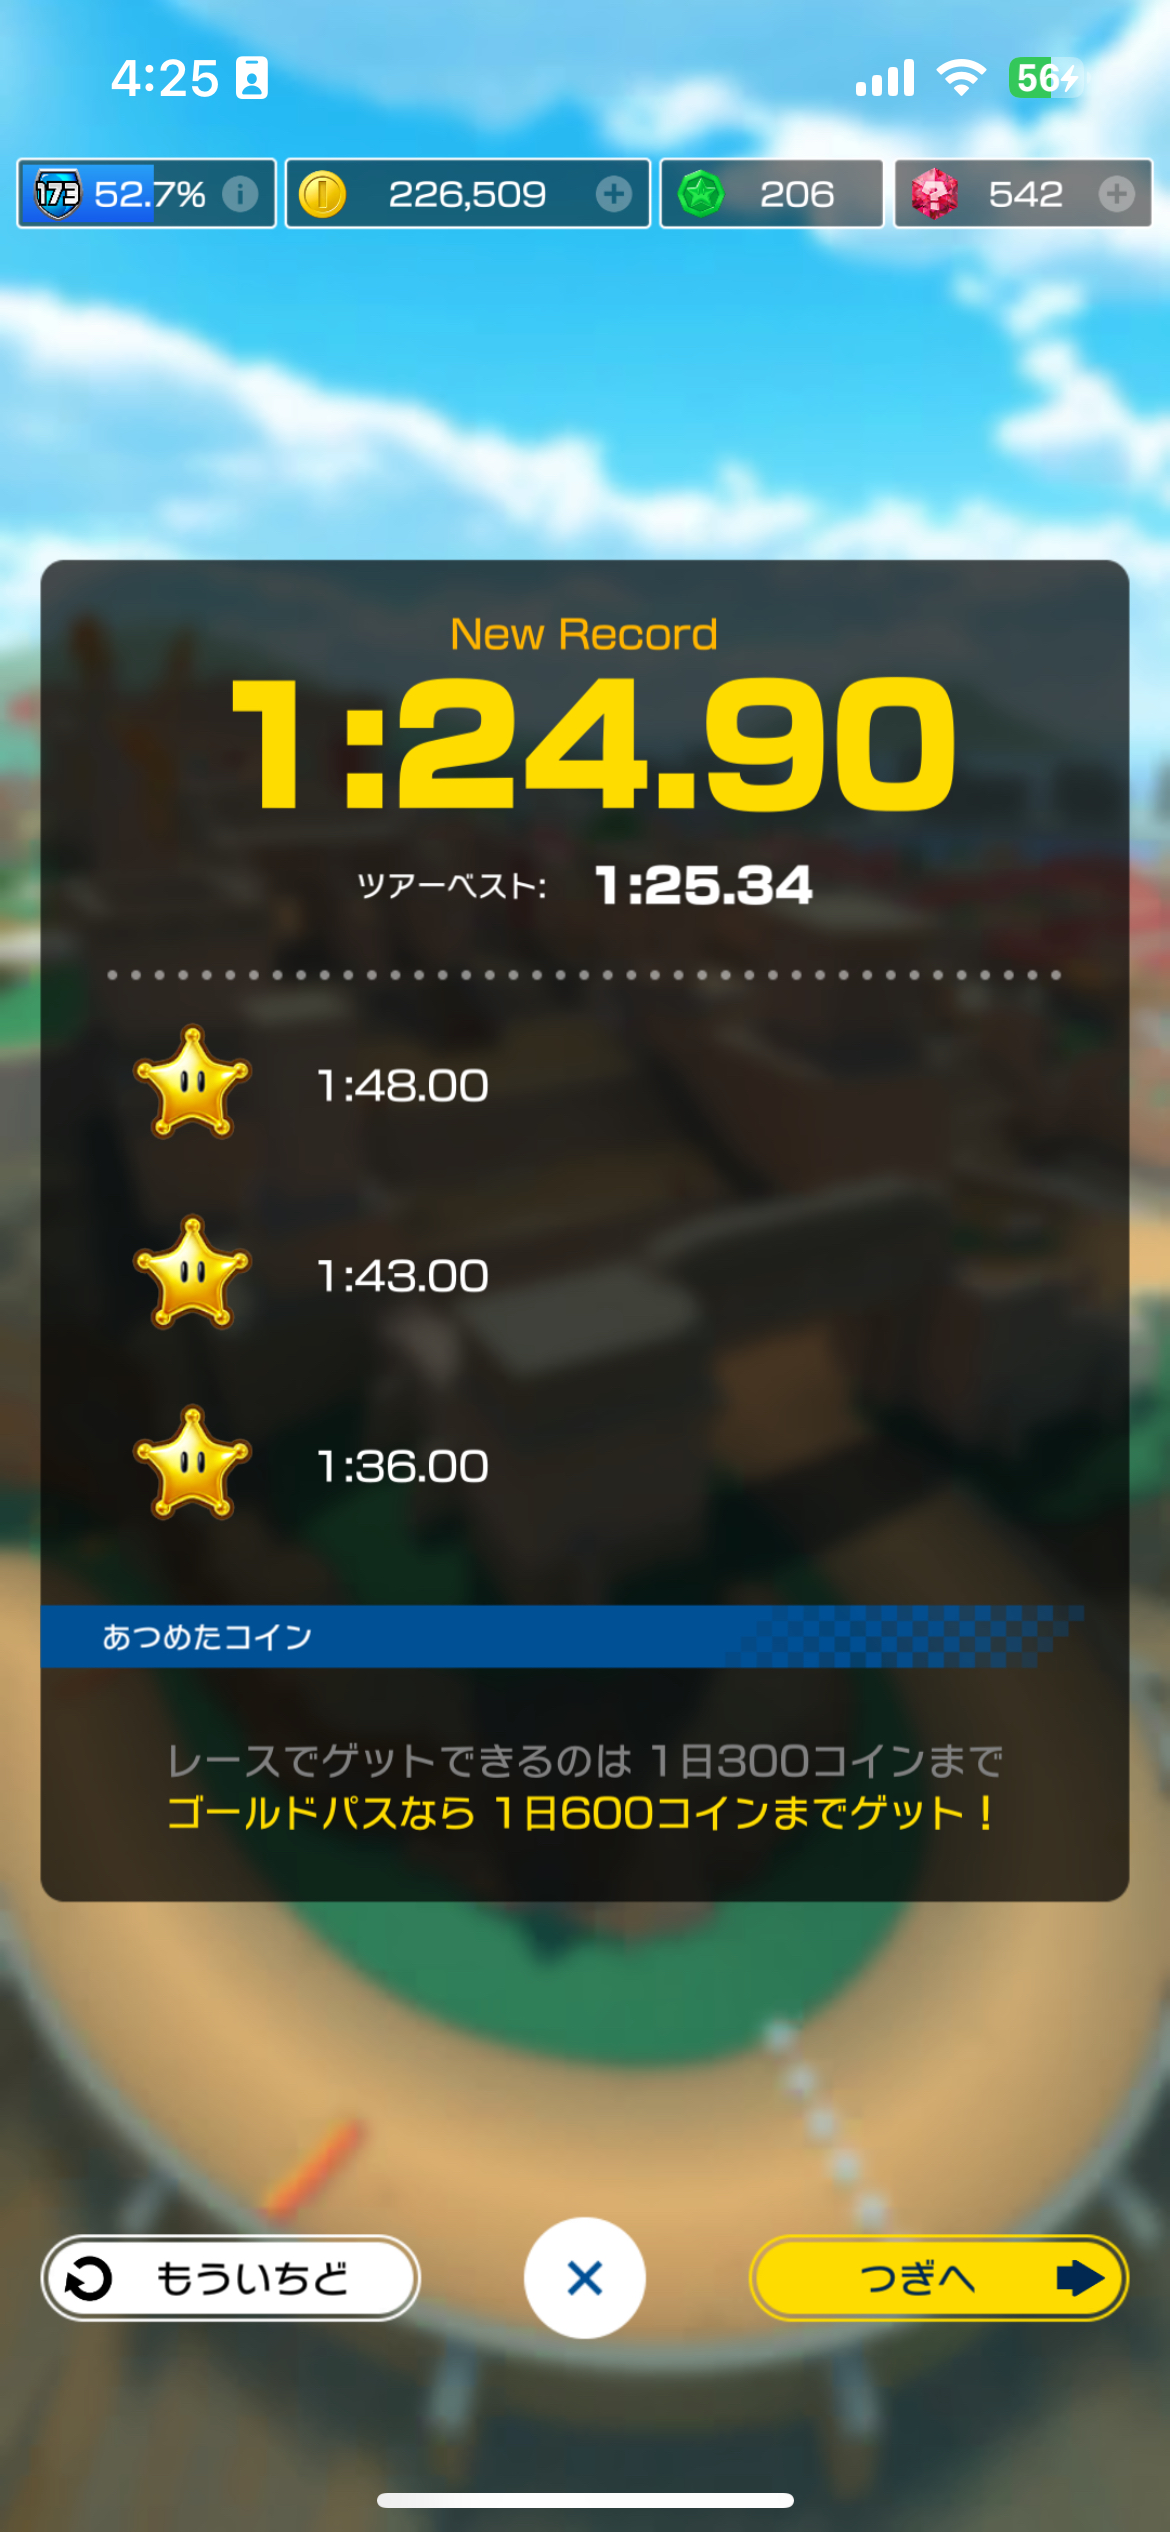 4:25 56
173 52.7% i 226,509 + 206 542 +
New Record
1:24.90
ツアーベスト: 1:25.34
1:48.00
1:43.00
1:36.00
あつめたコイン
レースでゲットできるのは 1日300コインまで
ゴールドパスなら 1日600コインまでゲット！
もういちど × つぎへ